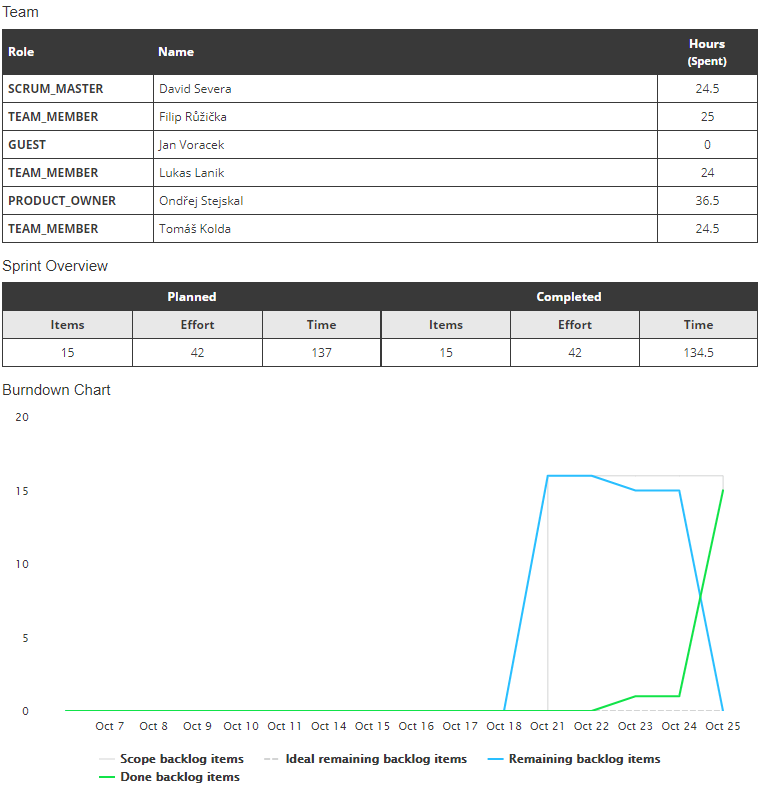 Team
Role Name Hours (Spent)
SCRUM_MASTER David Severa 24.5
TEAM_MEMBER Filip Růžička 25
GUEST Jan Voracek 0
TEAM_MEMBER Lukas Lanik 24
PRODUCT_OWNER Ondřej Stejskal 36.5
TEAM_MEMBER Tomáš Kolda 24.5
Sprint Overview
Planned Completed
Items Effort Time Items Effort Time
15 42 137 15 42 134.5
Burndown Chart
20
15
10
5
0
Oct 7 Oct 8 Oct 9 Oct 10 Oct 11 Oct 14 Oct 15 Oct 16 Oct 17 Oct 18 Oct 21 Oct 22 Oct 23 Oct 24 Oct 25
Scope backlog items Ideal remaining backlog items Remaining backlog items
Done backlog items